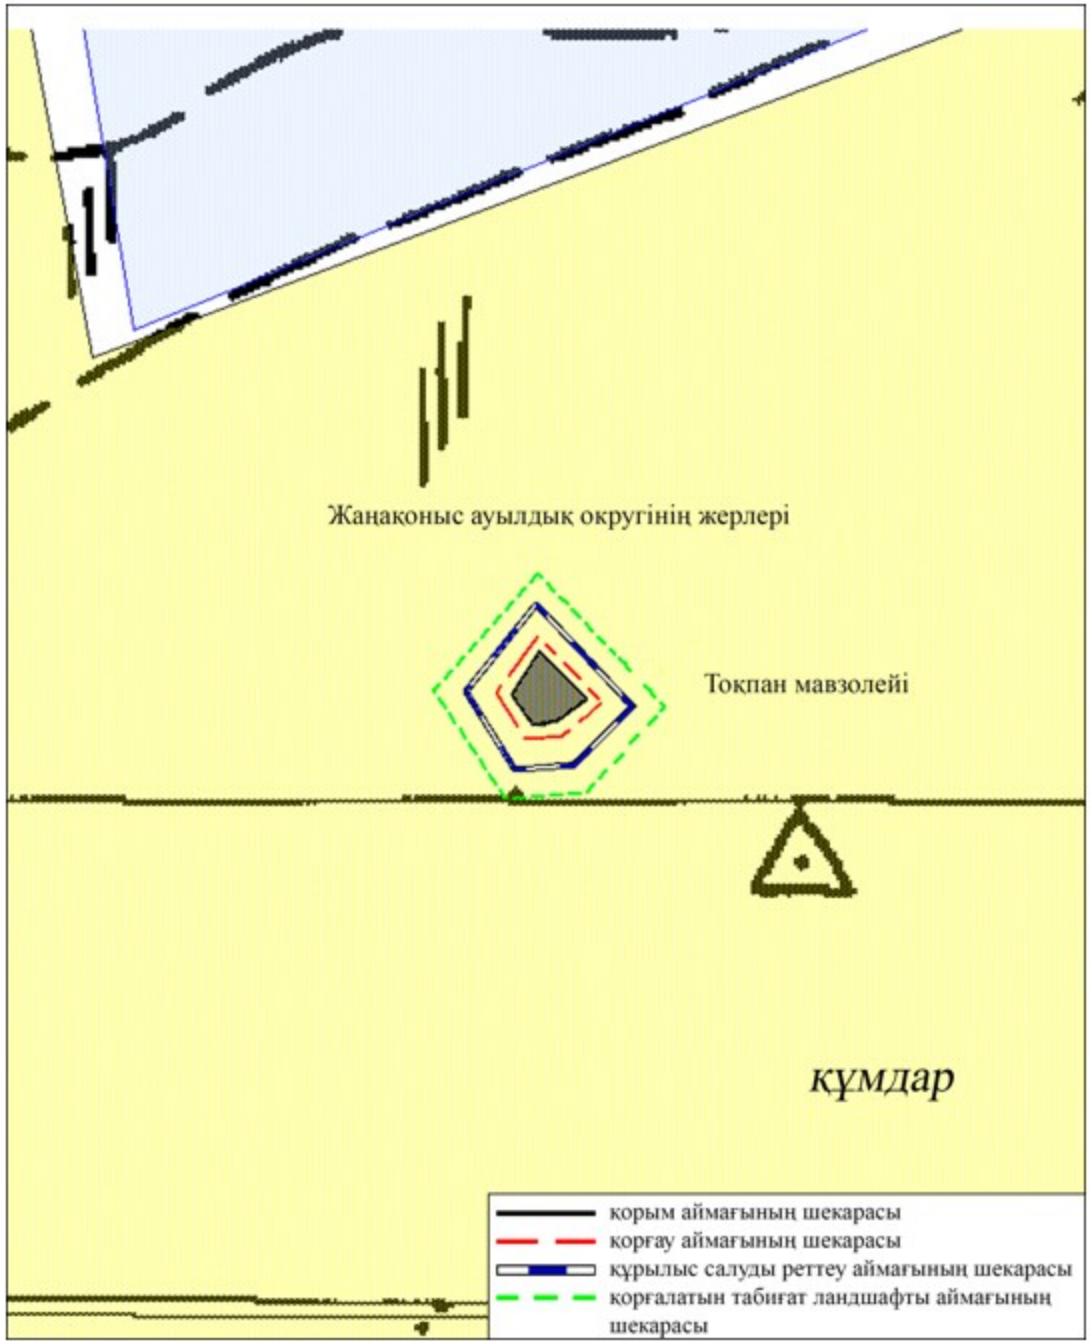 Жаңақоныс ауылдық округінің жерлері
Тоқпан мавзолейі
құмдар
қорым аймағының шекарасы
қорғау аймағының шекарасы
құрылыс салуды реттеу аймағының шекарасы
қорғалатын табиғат ландшафты аймағының
шекарасы